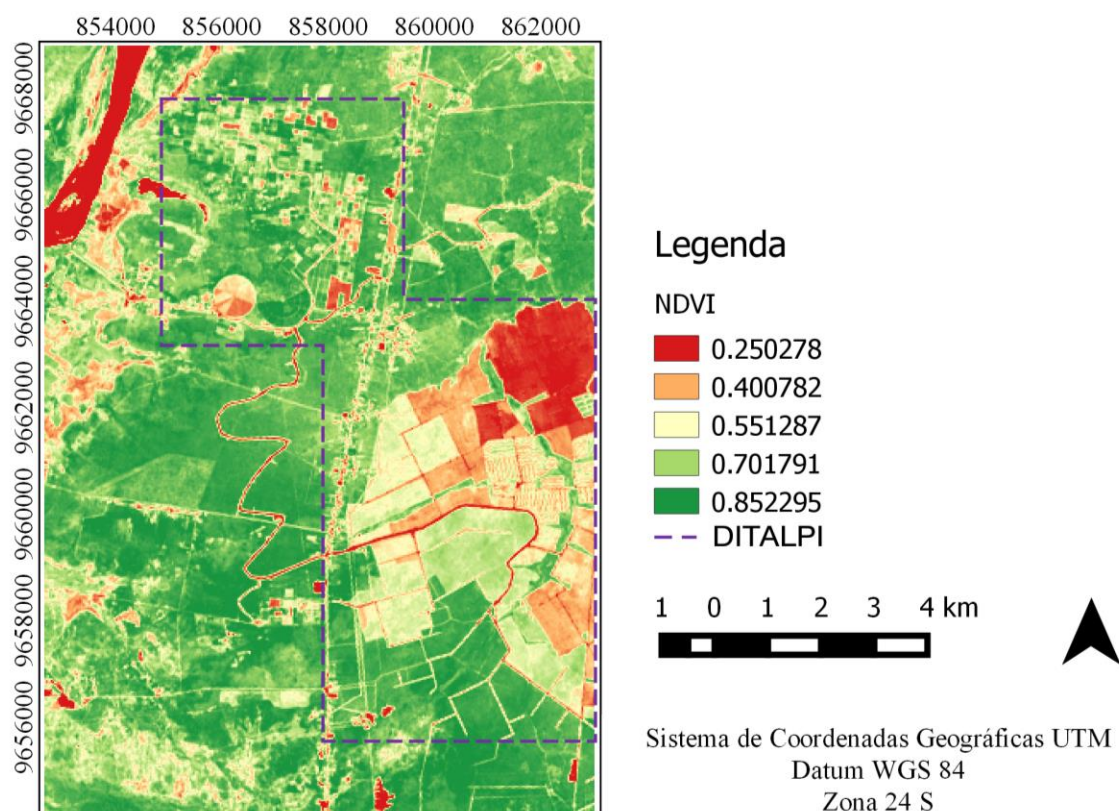 854000 856000 858000 860000 862000
9668000
9666000
9664000
9662000
9660000
9658000
9656000
Legenda
NDVI
0.250278
0.400782
0.551287
0.701791
0.852295
DITALPI
1 0 1 2 3 4 km
Sistema de Coordenadas Geográficas UTM
Datum WGS 84
Zona 24 S